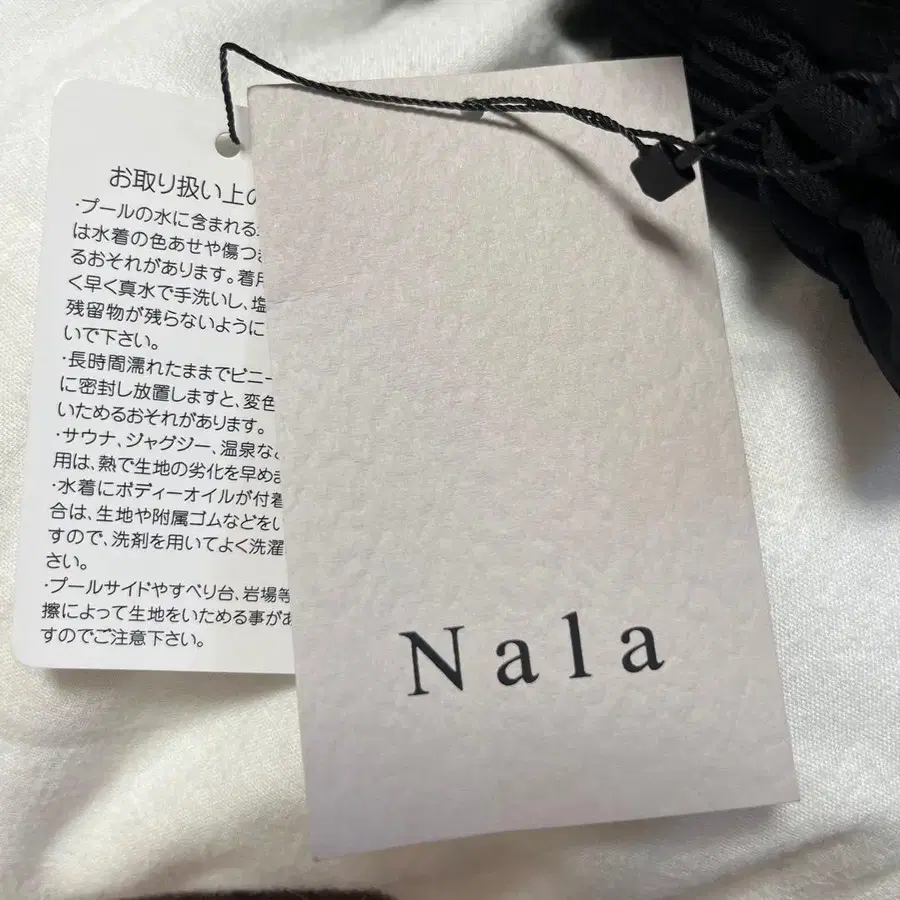 お取り扱い上の
・プールの水に含まれる
は水着の色あせや傷つき
るおそれがあります。着用
く早く真水で手洗いし、塩
残留物が残らないように
いで下さい。
・長時間濡れたままでビニー
に密封し放置しますと、変色
いためるおそれがあります。
・サウナ、ジャグジー、温泉な
用は、熱で生地の劣化を早めま
・水着にボディーオイルが付着
合は、生地や附属ゴムなどをい
すので、洗剤を用いてよく洗濯
さい。
・プールサイドやすべり台、岩場等
擦によって生地をいためる事があ
すのでご注意下さい。
Nala